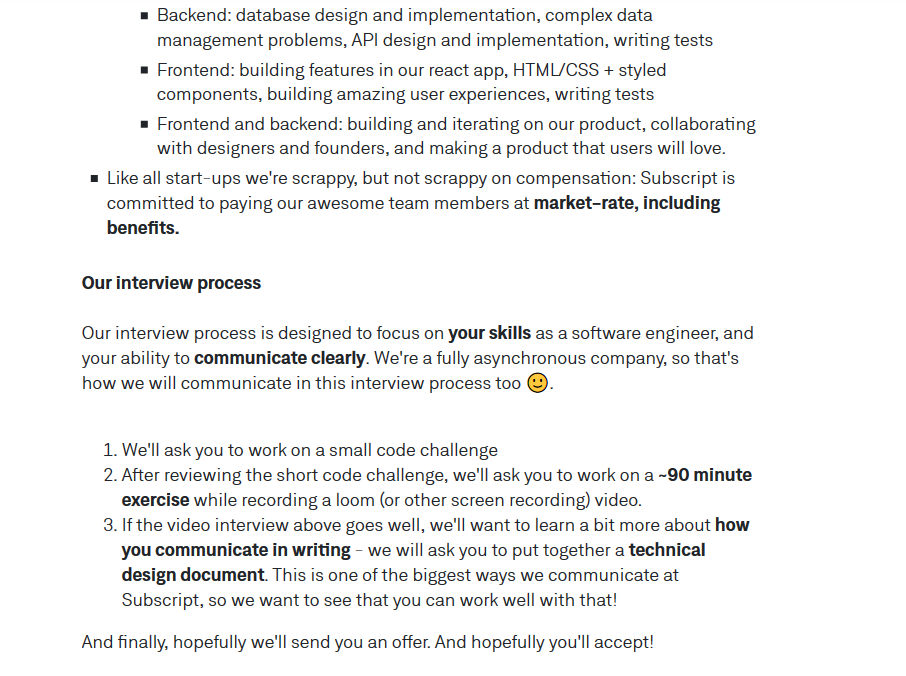 ▪ Backend: database design and implementation, complex data
management problems, API design and implementation, writing tests
▪ Frontend: building features in our react app, HTML/CSS + styled
components, building amazing user experiences, writing tests
▪ Frontend and backend: building and iterating on our product, collaborating
with designers and founders, and making a product that users will love.
▪ Like all start-ups we're scrappy, but not scrappy on compensation: Subscript is
committed to paying our awesome team members at market-rate, including
benefits.
Our interview process
Our interview process is designed to focus on your skills as a software engineer, and
your ability to communicate clearly. We're a fully asynchronous company, so that's
how we will communicate in this interview process too 🙂.
1. We'll ask you to work on a small code challenge
2. After reviewing the short code challenge, we'll ask you to work on a ~90 minute
exercise while recording a loom (or other screen recording) video.
3. If the video interview above goes well, we'll want to learn a bit more about how
you communicate in writing - we will ask you to put together a technical
design document. This is one of the biggest ways we communicate at
Subscript, so we want to see that you can work well with that!
And finally, hopefully we'll send you an offer. And hopefully you'll accept!